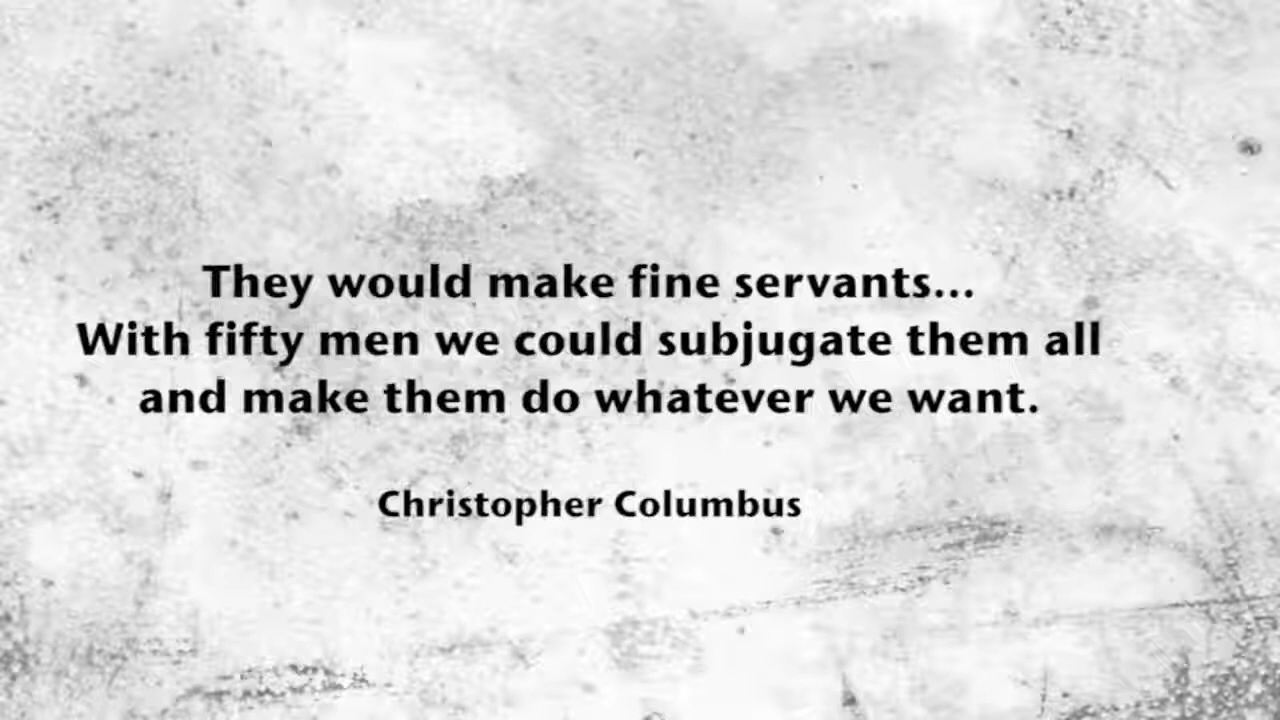 They would make fine servants...
With fifty men we could subjugate them all
and make them do whatever we want.
Christopher Columbus